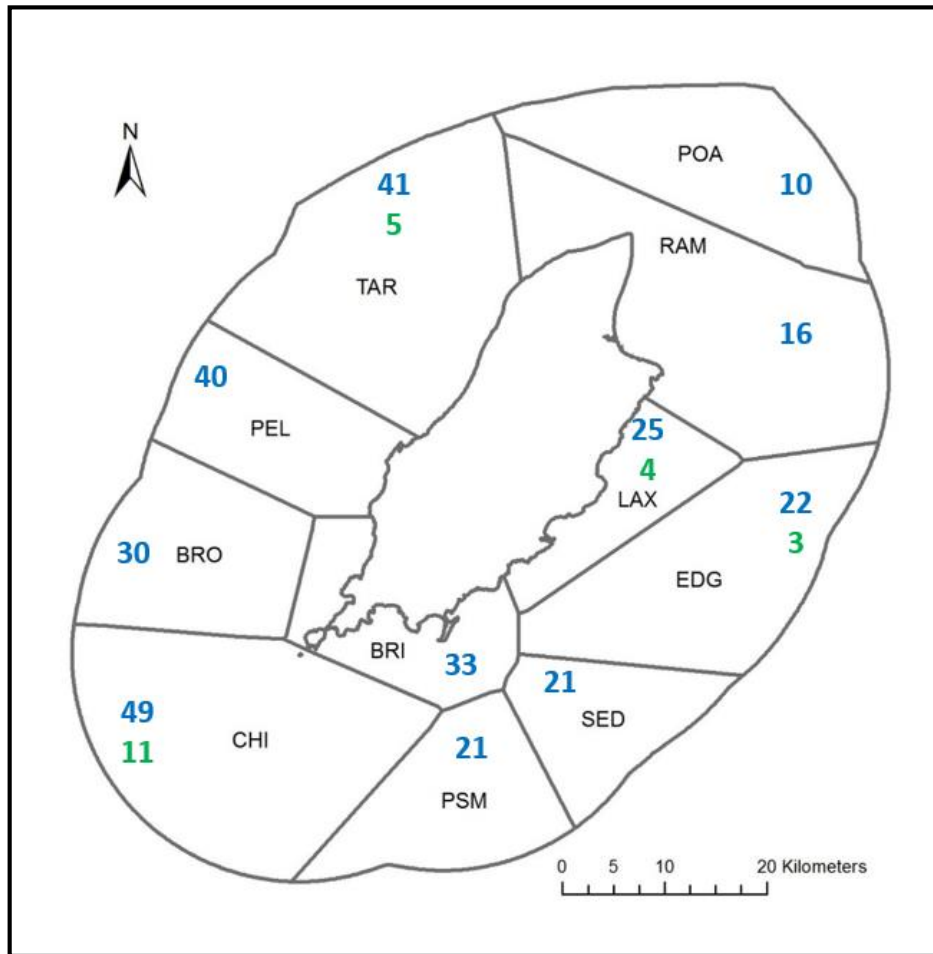 N
POA
10
41
5
TAR
RAM
16
40
PEL
25
4
LAX
22
3
EDG
30
BRO
BRI
33
21
SED
49
11
CHI
21
PSM
0 5 10 20 Kilometers